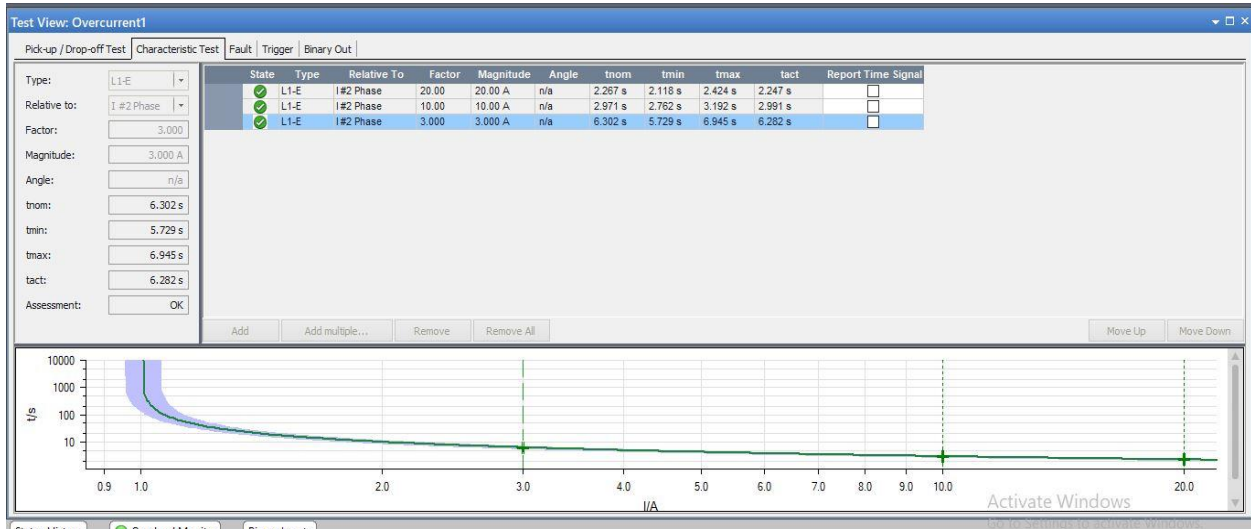 Test View: Overcurrent1
Pick-up / Drop-off Test Characteristic Test Fault Trigger Binary Out
Type: L1-E
Relative to: I #2 Phase
Factor: 3.000
Magnitude: 3.000 A
Angle: n/a
tnom: 6.302 s
tmin: 5.729 s
tmax: 6.945 s
tact: 6.282 s
Assessment: OK
State Type Relative To Factor Magnitude Angle tnom tmin tmax tact Report Time Signal
L1-E I #2 Phase 20.00 20.00 A n/a 2.267 s 2.118 s 2.424 s 2.247 s
L1-E I #2 Phase 10.00 10.00 A n/a 2.971 s 2.762 s 3.192 s 2.991 s
L1-E I #2 Phase 3.000 3.000 A n/a 6.302 s 5.729 s 6.945 s 6.282 s
Add Add multiple... Remove Remove All Move Up Move Down
10000
1000
100
10
t/s
0.9 1.0 2.0 3.0 4.0 5.0 6.0 7.0 8.0 9.0 10.0 20.0
I/A
Activate Windows
Go to Settings to activate Windows.